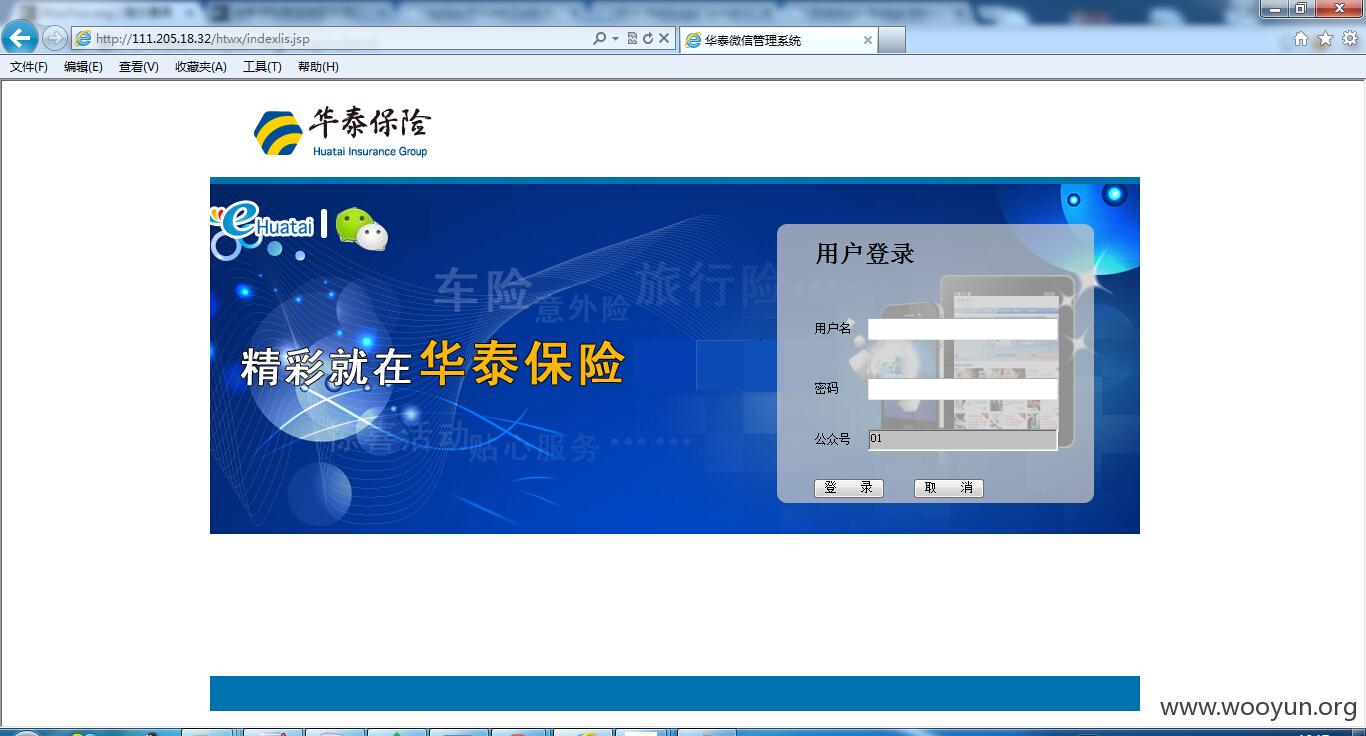 http://111.205.18.32/htwx/indexlis.jsp
华泰微信管理系统
文件(F) 编辑(E) 查看(V) 收藏夹(A) 工具(T) 帮助(H)
华泰保险
Huatai Insurance Group
eHuatai
车险
意外险
旅行险
精彩就在华泰保险
贴心服务 ······
用户登录
用户名
密码
公众号 01
登 录 取 消
www.wooyun.org